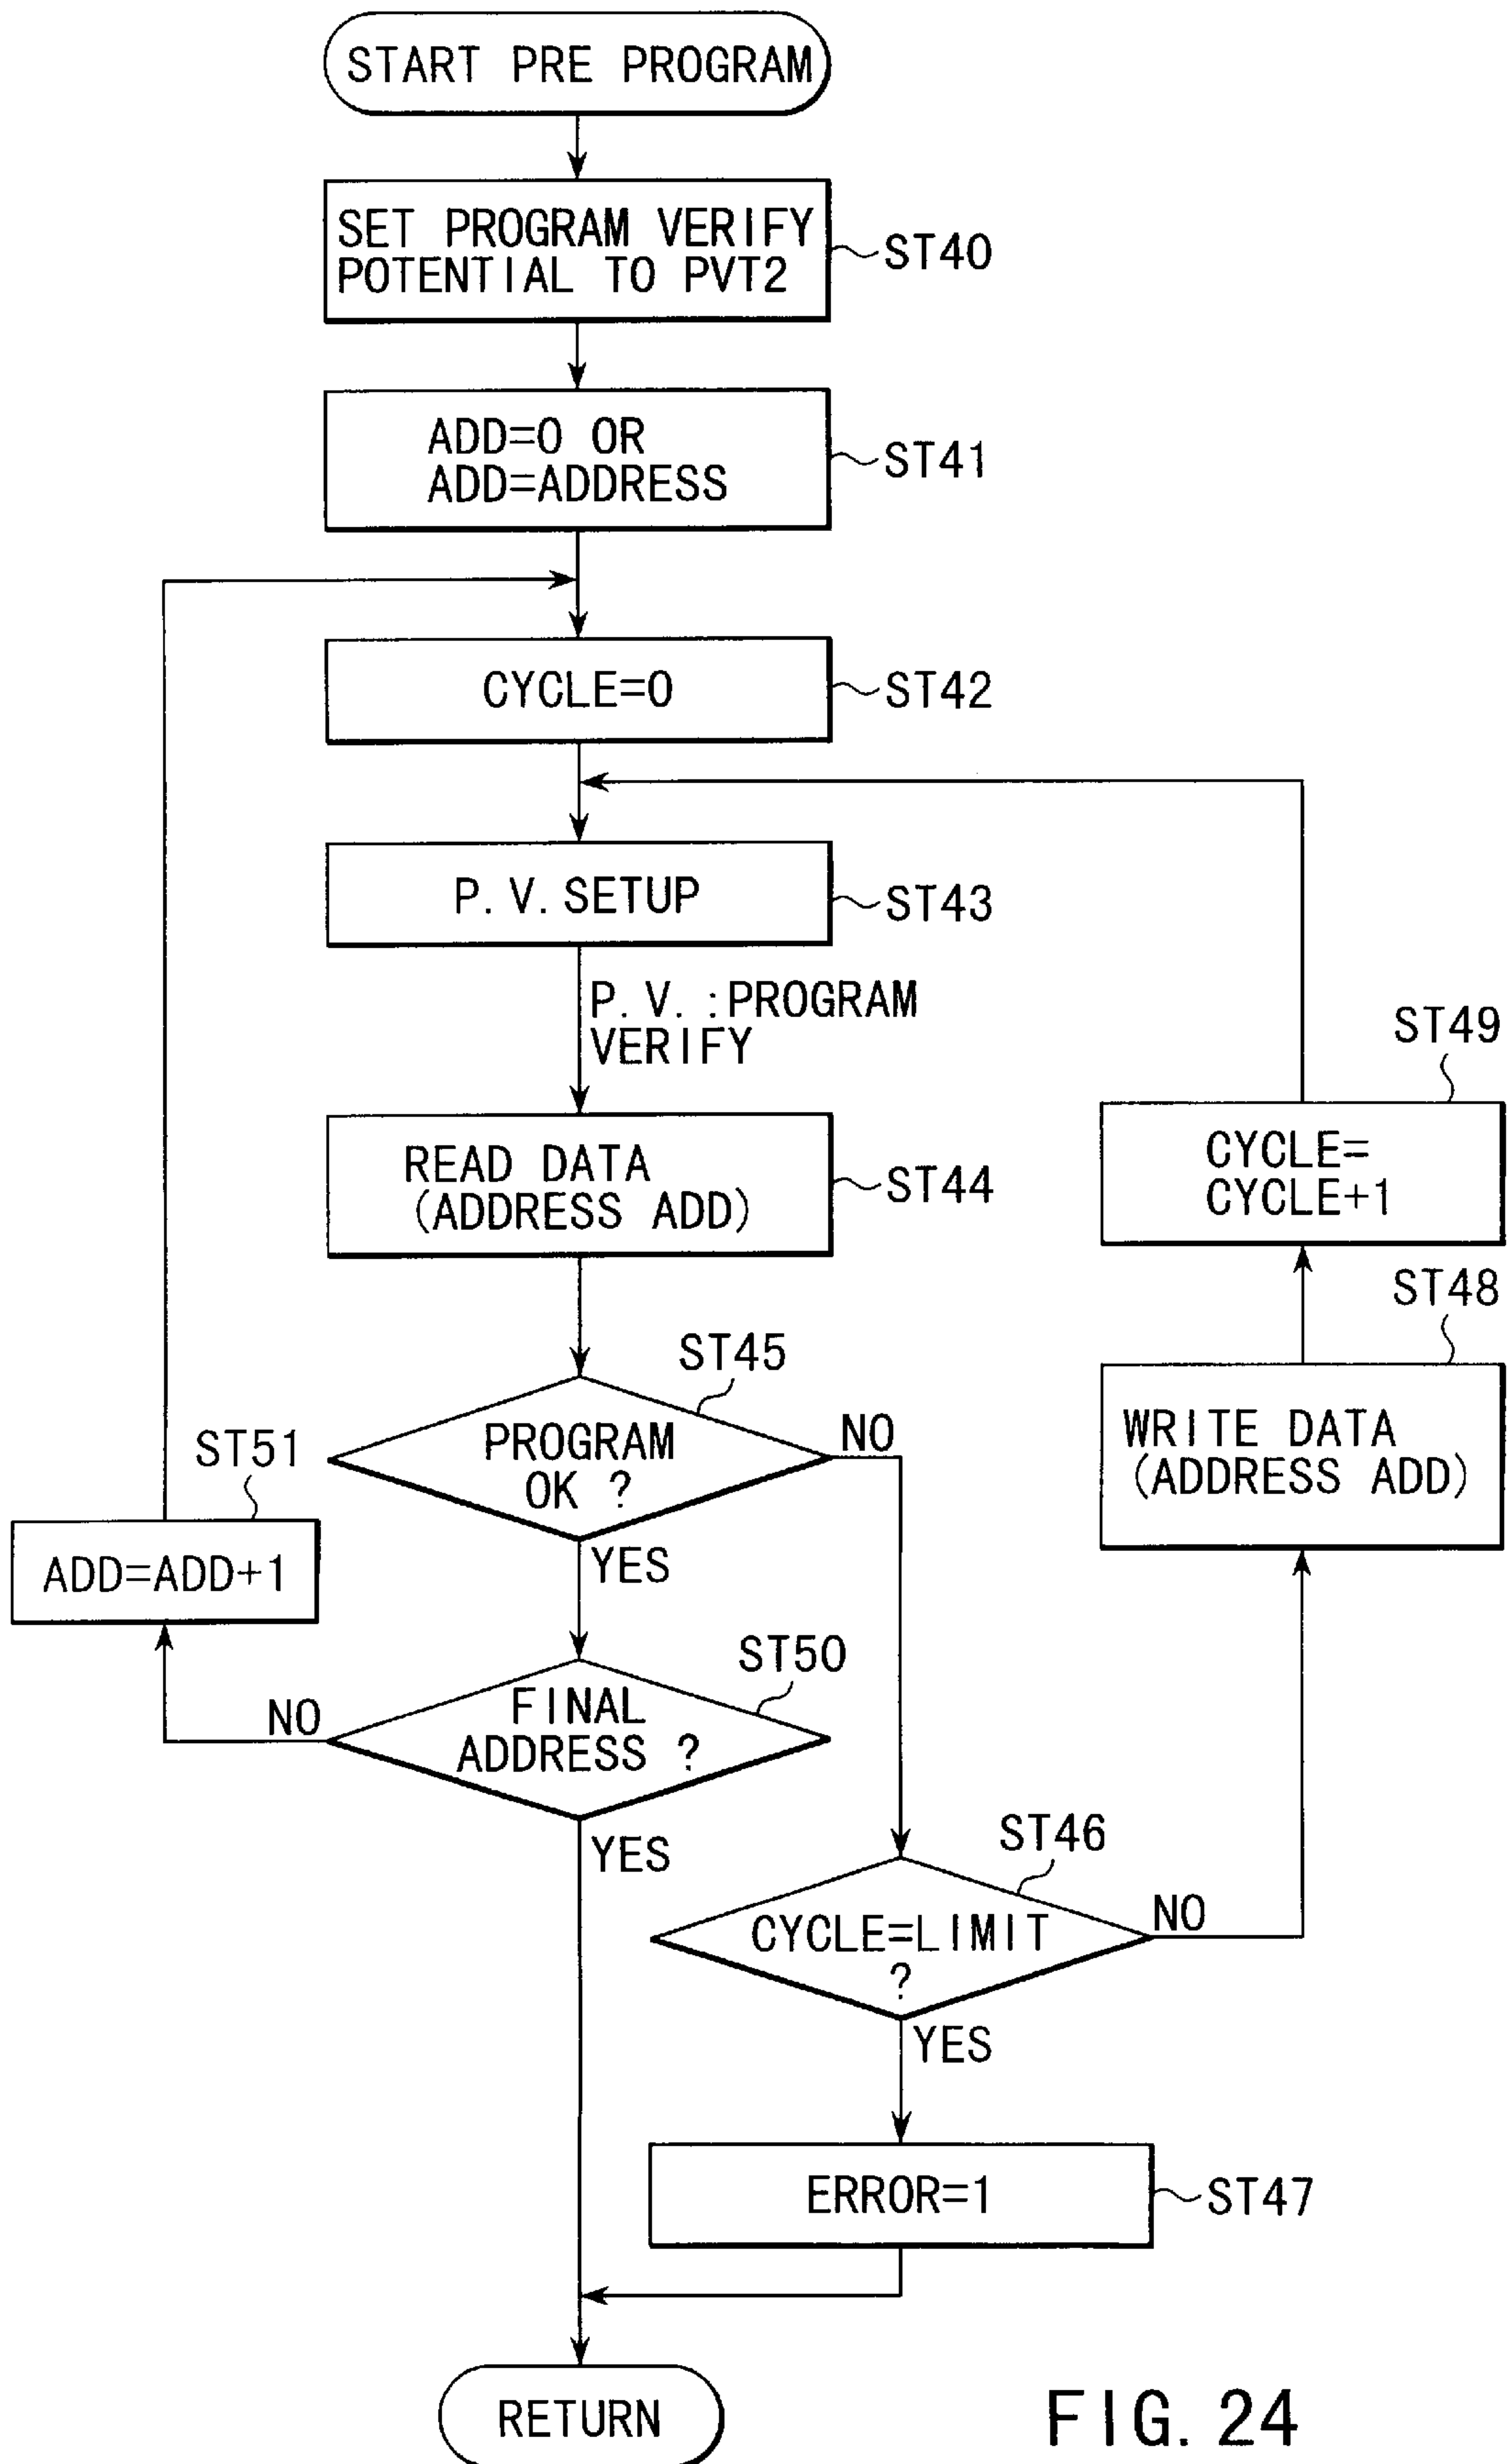 START PRE PROGRAM
SET PROGRAM VERIFY
POTENTIAL TO PVT2
ST40
ADD=0 OR
ADD=ADDRESS
ST41
CYCLE=0
ST42
P.V.SETUP
ST43
P.V.:PROGRAM
VERIFY
READ DATA
(ADDRESS ADD)
ST44
ST45
PROGRAM
OK ?
NO
YES
ST50
FINAL
ADDRESS ?
NO
YES
ST51
ADD=ADD+1
ST46
CYCLE=LIMIT
?
NO
YES
ERROR=1
ST47
ST48
WRITE DATA
(ADDRESS ADD)
ST49
CYCLE=
CYCLE+1
RETURN
FIG. 24